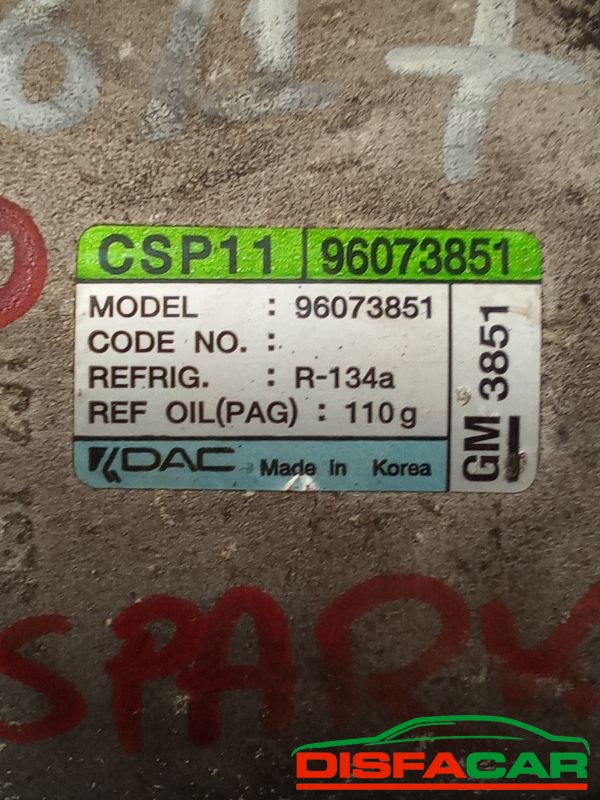 CSP11 96073851
MODEL : 96073851
CODE NO. :
REFRIG. : R-134a
REF OIL(PAG) : 110g
KDAC Made in Korea
GM 3851
SPARK
DISFACAR